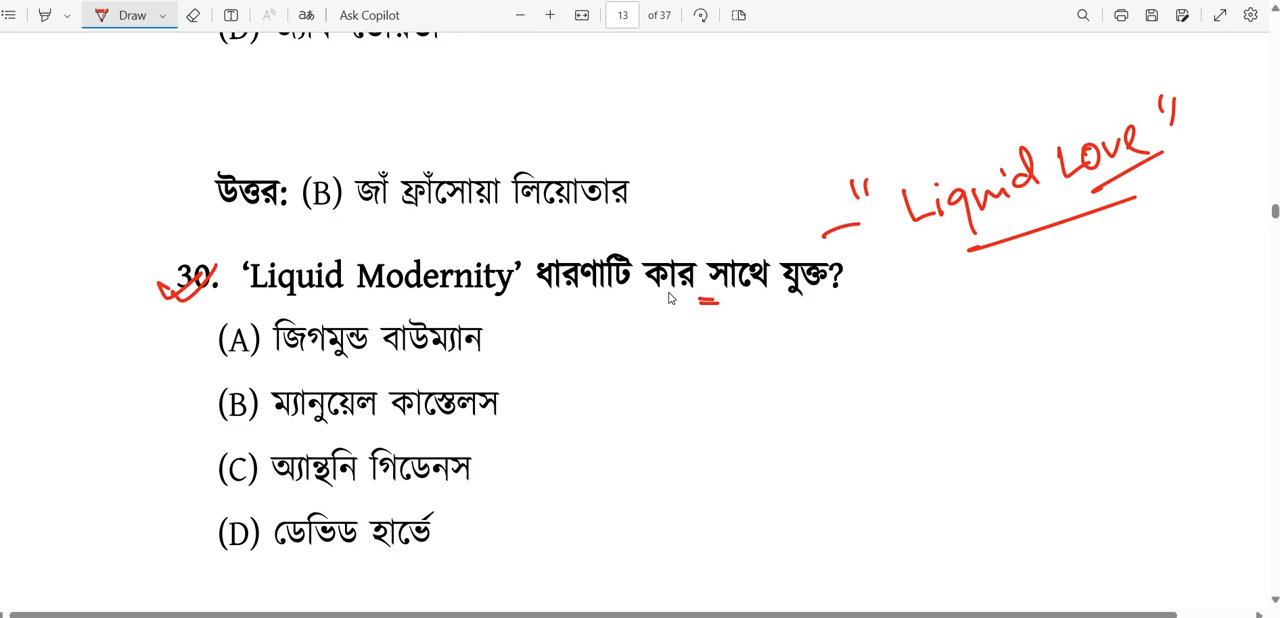 Draw
Ask Copilot
13 of 37
" Liquid Love "
উত্তর: (B) জাঁ ফ্রাঁসোয়া লিয়োতার
30. ‘Liquid Modernity’ ধারণাটি কার সাথে যুক্ত?
(A) জিগমুন্ড বাউম্যান
(B) ম্যানুয়েল কাস্তেলস
(C) অ্যান্থনি গিডেনস
(D) ডেভিড হার্ভে